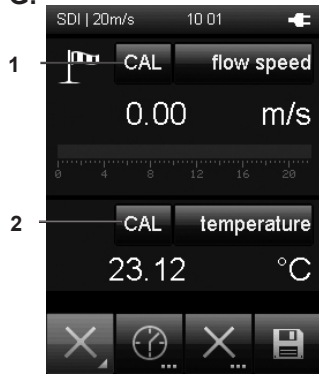 SDI | 20m/s 10 01
1 CAL flow speed
0.00 m/s
0 4 8 12 16 20
2 CAL temperature
23.12 °C